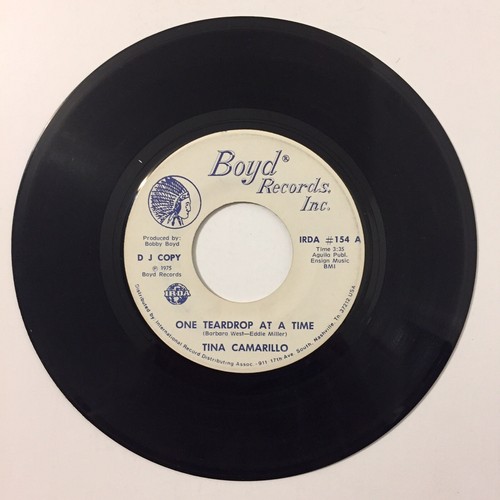 Boyd®
Records,
Inc.
Produced by:
Bobby Boyd
D J COPY
℗ 1975
Boyd Records
IRDA
IRDA #154 A
Time 3:35
Aguila Publ.
Ensign Music
BMI
ONE TEARDROP AT A TIME
(Barbara West—Eddie Miller)
TINA CAMARILLO
Distributed by International Record Distributing Assoc. - 911 17th Ave. South, Nashville, Tn. 37212 USA